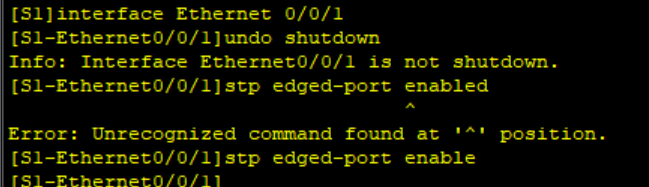 [S1]interface Ethernet 0/0/1
[S1-Ethernet0/0/1]undo shutdown
Info: Interface Ethernet0/0/1 is not shutdown.
[S1-Ethernet0/0/1]stp edged-port enabled
^
Error: Unrecognized command found at '^' position.
[S1-Ethernet0/0/1]stp edged-port enable
[S1-Ethernet0/0/1]